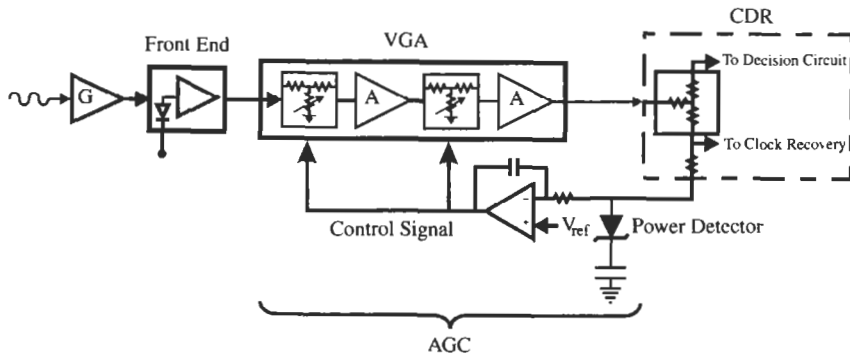 CDR
Front End
VGA
To Decision Circuit
G
A
A
To Clock Recovery
-
+
Control Signal
Vref
Power Detector
AGC